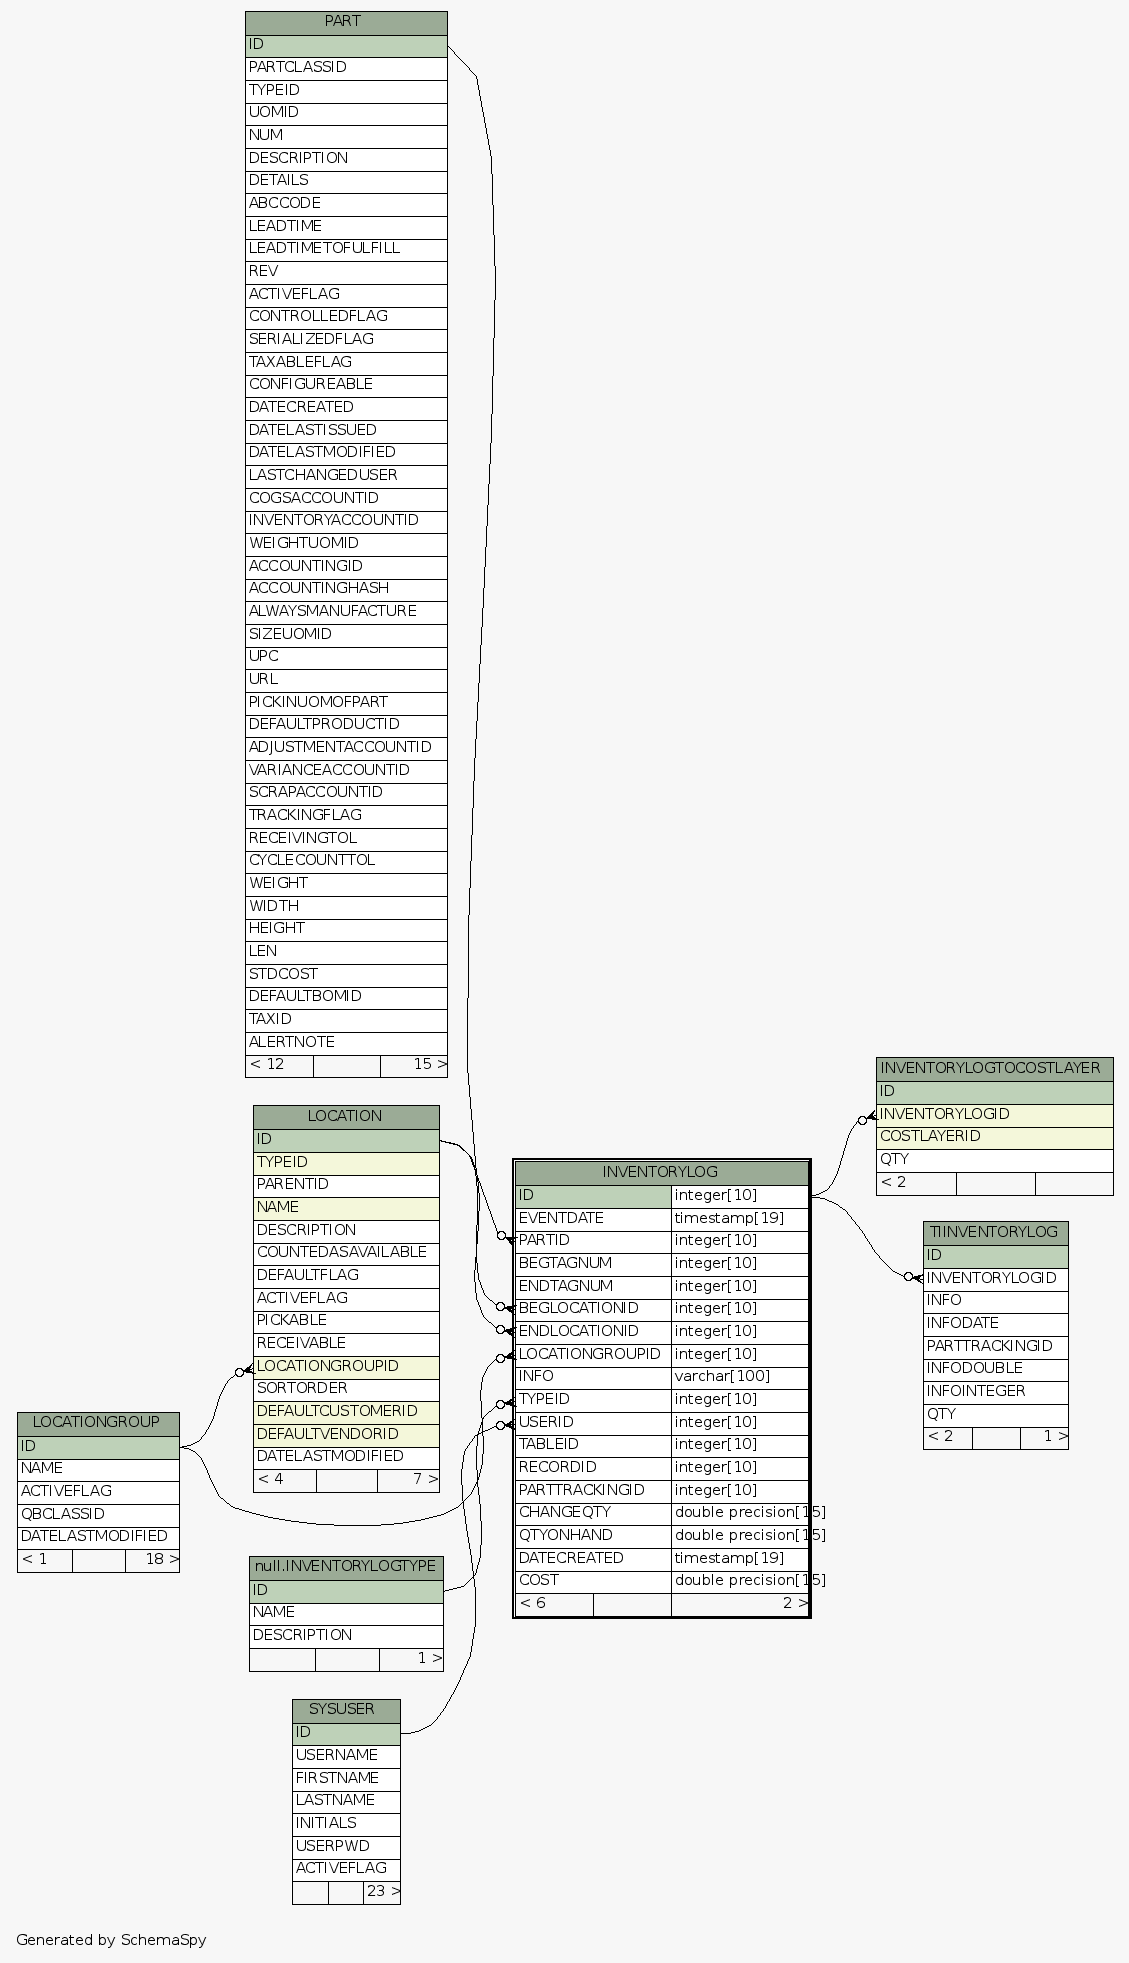 PART
ID
PARTCLASSID
TYPEID
UOMID
NUM
DESCRIPTION
DETAILS
ABCCODE
LEADTIME
LEADTIMETOFULFILL
REV
ACTIVEFLAG
CONTROLLEDFLAG
SERIALIZEDFLAG
TAXABLEFLAG
CONFIGUREABLE
DATECREATED
DATELASTISSUED
DATELASTMODIFIED
LASTCHANGEDUSER
COGSACCOUNTID
INVENTORYACCOUNTID
WEIGHTUOMID
ACCOUNTINGID
ACCOUNTINGHASH
ALWAYSMANUFACTURE
SIZEUOMID
UPC
URL
PICKINUOMOFPART
DEFAULTPRODUCTID
ADJUSTMENTACCOUNTID
VARIANCEACCOUNTID
SCRAPACCOUNTID
TRACKINGFLAG
RECEIVINGTOL
CYCLECOUNTTOL
WEIGHT
WIDTH
HEIGHT
LEN
STDCOST
DEFAULTBOMID
TAXID
ALERTNOTE
< 12 15 >
LOCATION
ID
TYPEID
PARENTID
NAME
DESCRIPTION
COUNTEDASAVAILABLE
DEFAULTFLAG
ACTIVEFLAG
PICKABLE
RECEIVABLE
LOCATIONGROUPID
SORTORDER
DEFAULTCUSTOMERID
DEFAULTVENDORID
DATELASTMODIFIED
< 4 7 >
LOCATIONGROUP
ID
NAME
ACTIVEFLAG
QBCLASSID
DATELASTMODIFIED
< 1 18 >
null.INVENTORYLOGTYPE
ID
NAME
DESCRIPTION
1 >
SYSUSER
ID
USERNAME
FIRSTNAME
LASTNAME
INITIALS
USERPWD
ACTIVEFLAG
23 >
INVENTORYLOG
ID integer[10]
EVENTDATE timestamp[19]
PARTID integer[10]
BEGTAGNUM integer[10]
ENDTAGNUM integer[10]
BEGLOCATIONID integer[10]
ENDLOCATIONID integer[10]
LOCATIONGROUPID integer[10]
INFO varchar[100]
TYPEID integer[10]
USERID integer[10]
TABLEID integer[10]
RECORDID integer[10]
PARTTRACKINGID integer[10]
CHANGEQTY double precision[15]
QTYONHAND double precision[15]
DATECREATED timestamp[19]
COST double precision[15]
< 6 2 >
INVENTORYLOGTOCOSTLAYER
ID
INVENTORYLOGID
COSTLAYERID
QTY
< 2
TIINVENTORYLOG
ID
INVENTORYLOGID
INFO
INFODATE
PARTTRACKINGID
INFODOUBLE
INFOINTEGER
QTY
< 2 1 >
Generated by SchemaSpy